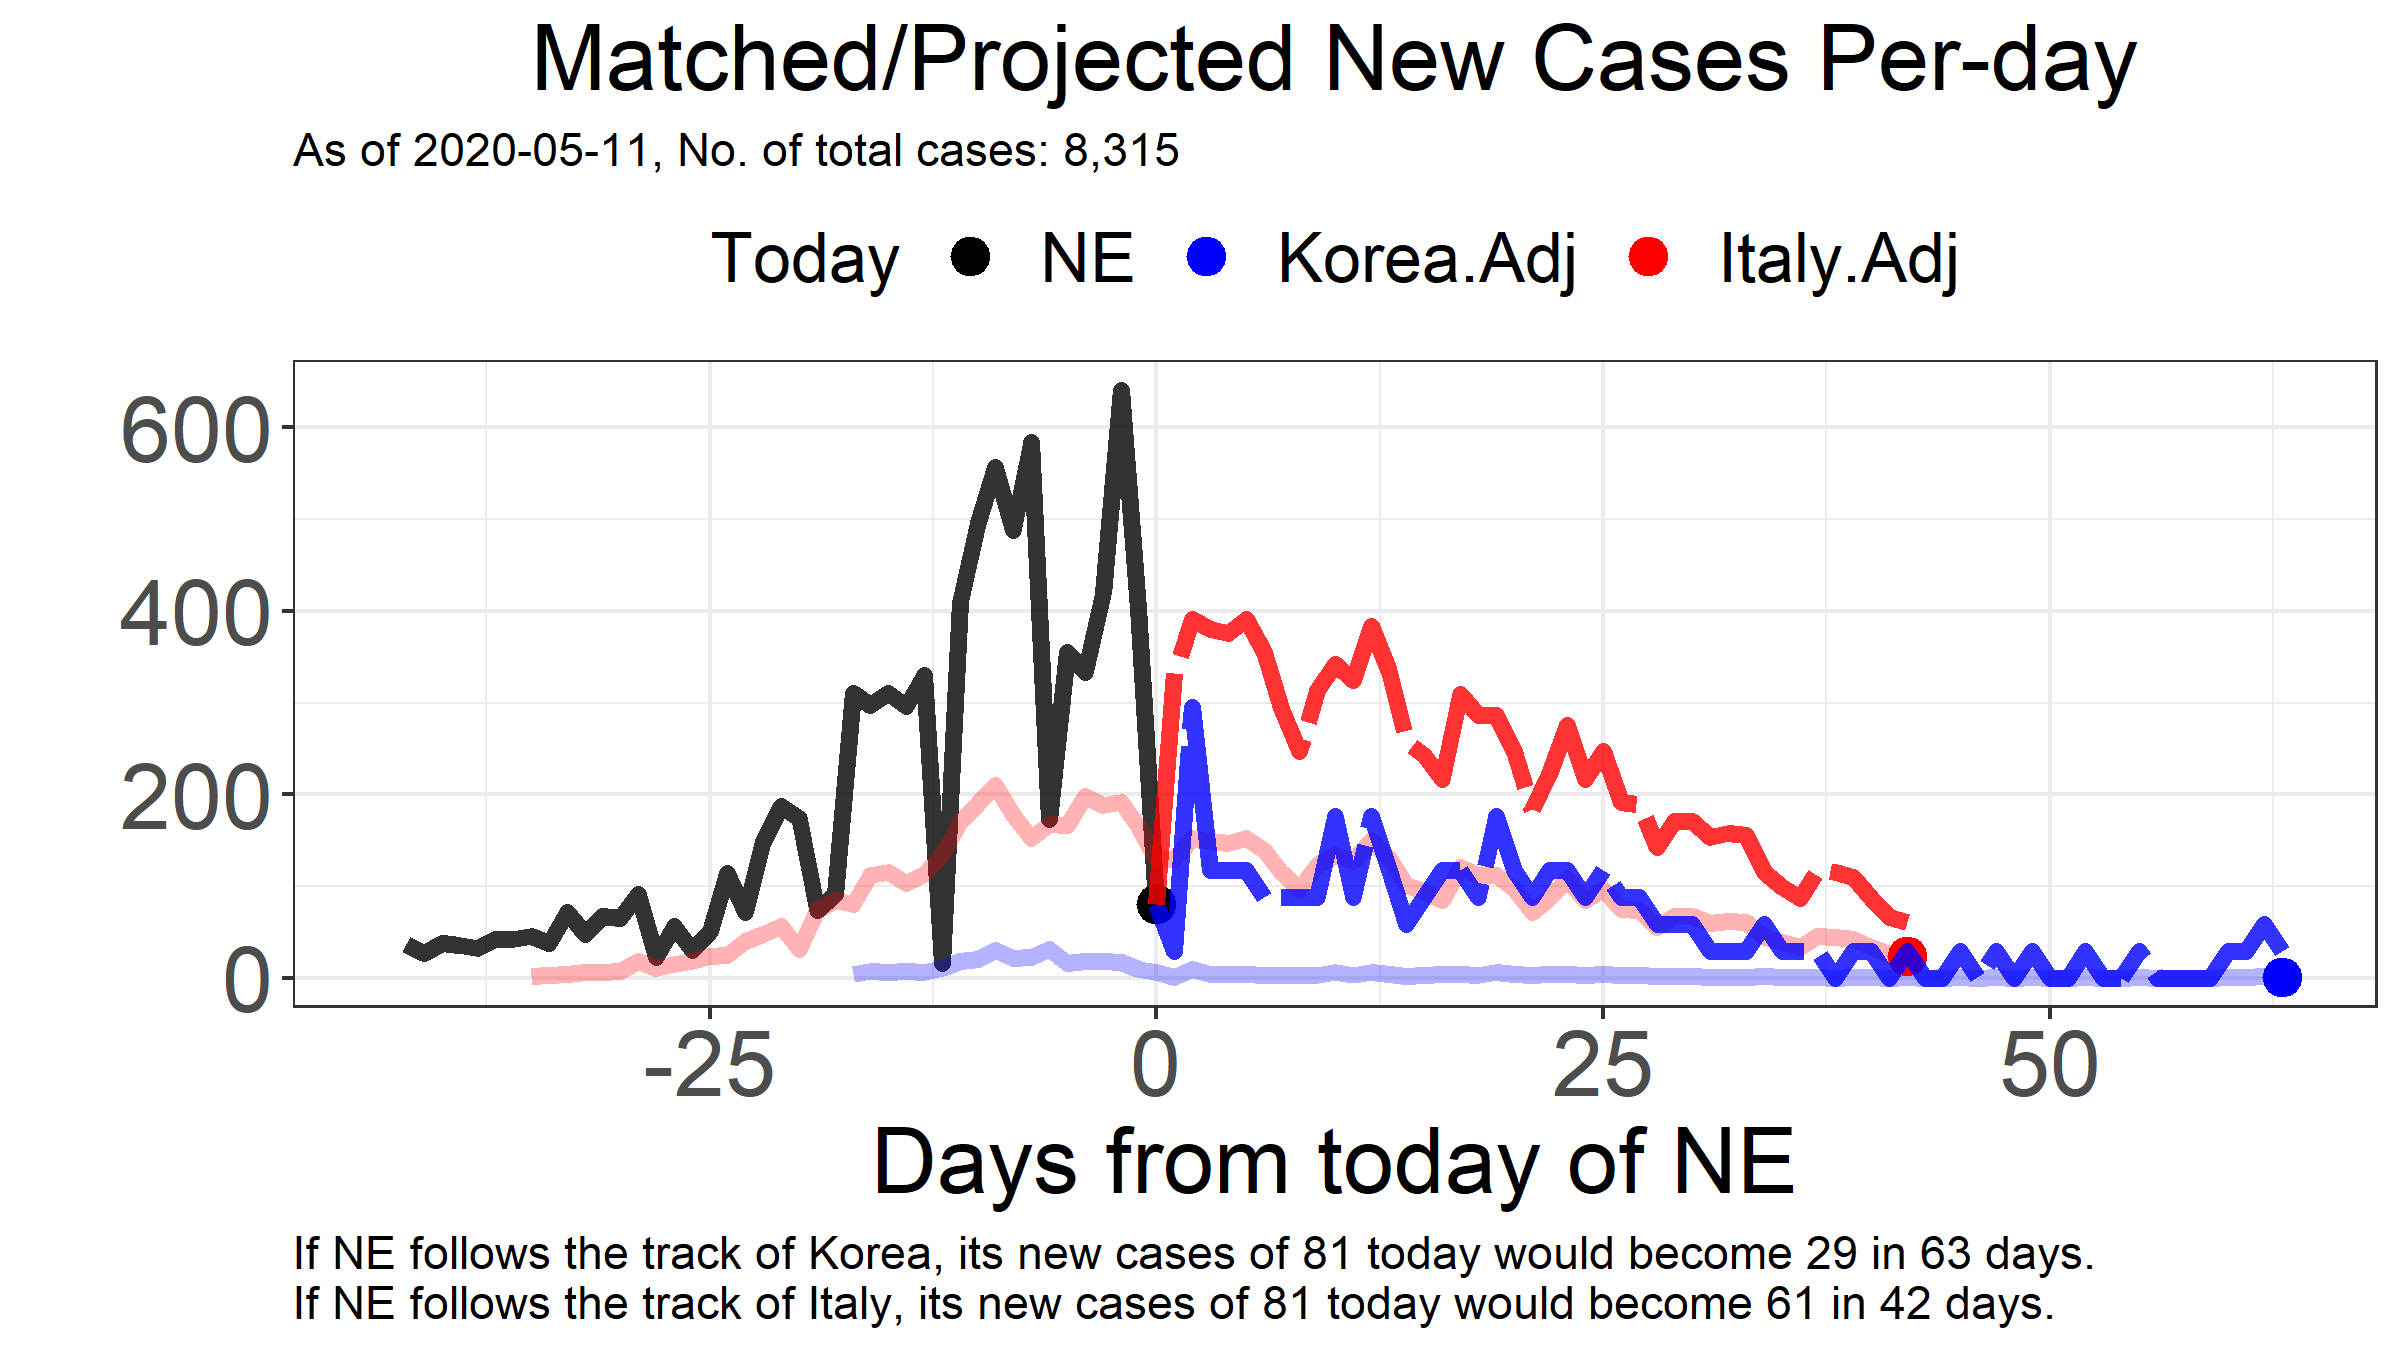 Matched/Projected New Cases Per-day
As of 2020-05-11, No. of total cases: 8,315
Today NE Korea.Adj Italy.Adj
600
400
200
0
-25 0 25 50
Days from today of NE
If NE follows the track of Korea, its new cases of 81 today would become 29 in 63 days.
If NE follows the track of Italy, its new cases of 81 today would become 61 in 42 days.